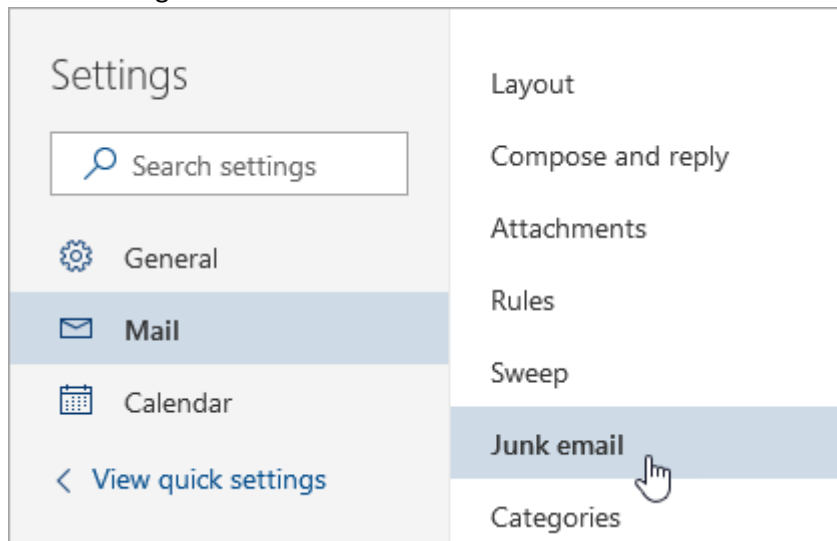 Settings
Search settings
General
Mail
Calendar
View quick settings
Layout
Compose and reply
Attachments
Rules
Sweep
Junk email
Categories